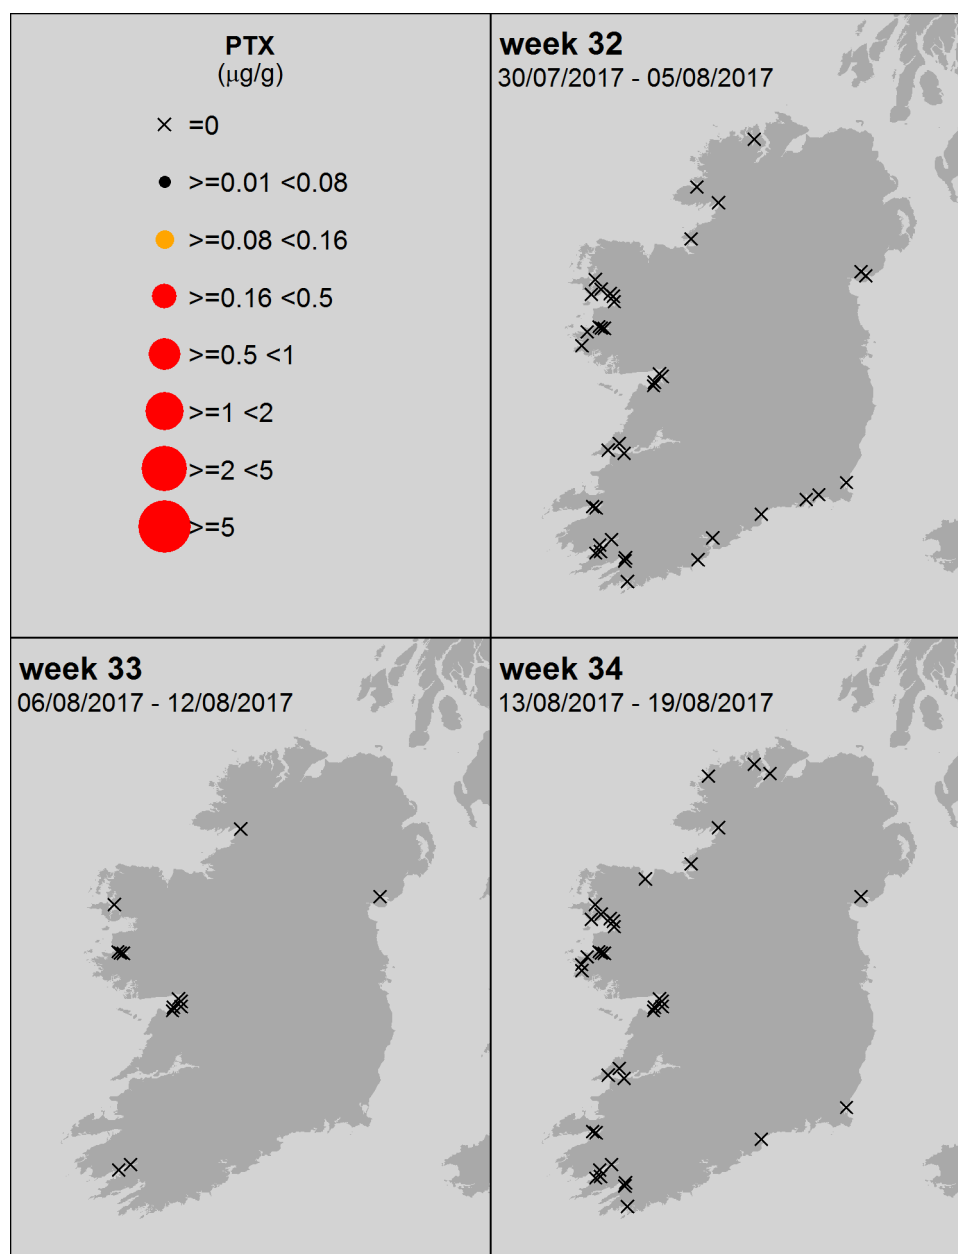 PTX
(μg/g)
=0
>=0.01 <0.08
>=0.08 <0.16
>=0.16 <0.5
>=0.5 <1
>=1 <2
>=2 <5
>=5
week 32
30/07/2017 - 05/08/2017
week 33
06/08/2017 - 12/08/2017
week 34
13/08/2017 - 19/08/2017